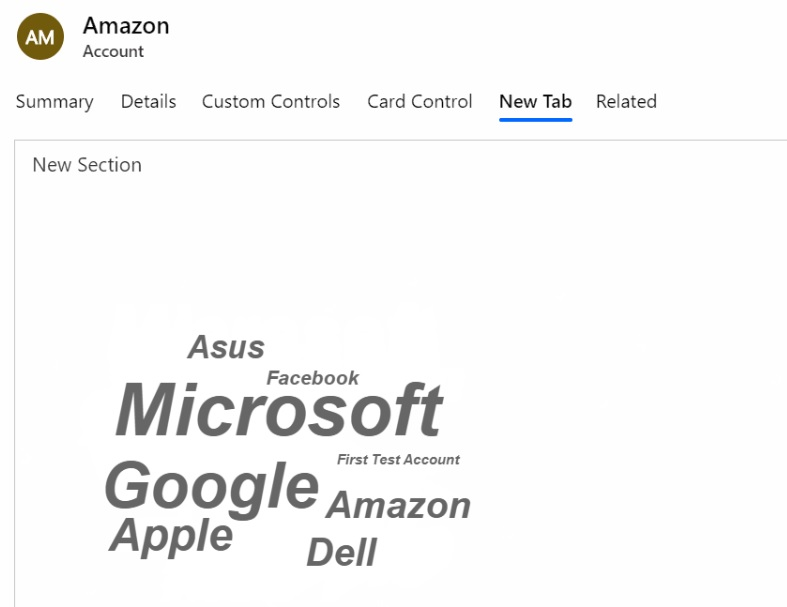 AM
Amazon
Account
Summary Details Custom Controls Card Control New Tab Related
New Section
Asus
Facebook
Microsoft
First Test Account
Google
Amazon
Apple
Dell